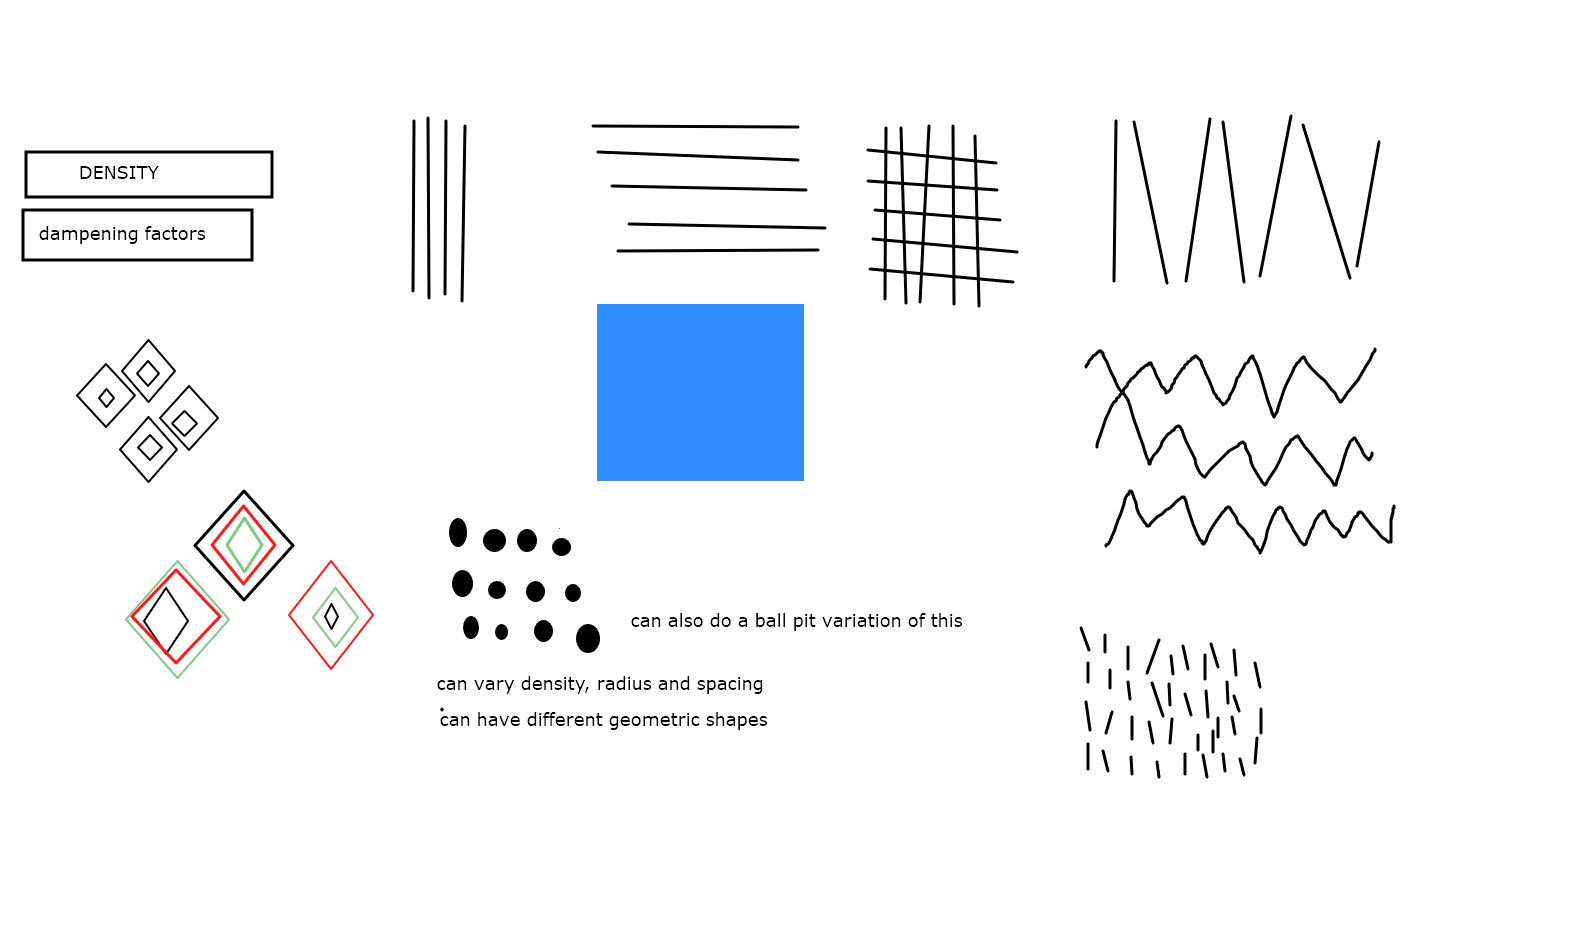 DENSITY
dampening factors
can also do a ball pit variation of this
can vary density, radius and spacing
can have different geometric shapes